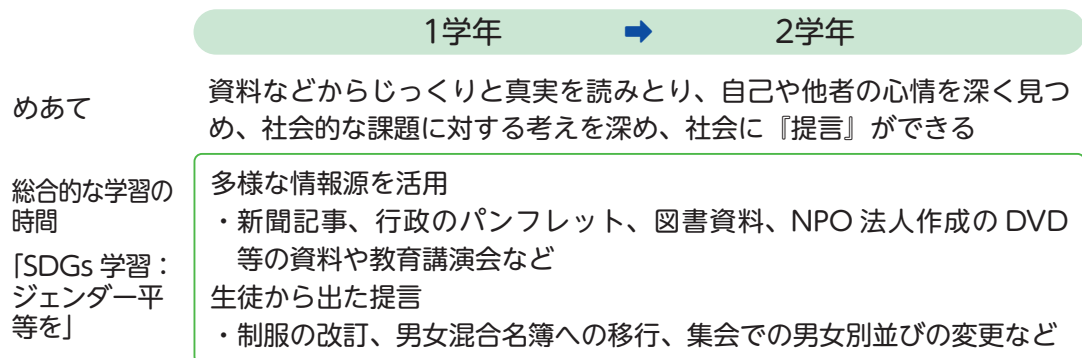 1学年 ➡ 2学年
めあて
資料などからじっくりと真実を読みとり、自己や他者の心情を深く見つ
め、社会的な課題に対する考えを深め、社会に『提言』ができる
総合的な学習の
時間
「SDGs 学習：
ジェンダー平
等を」
多様な情報源を活用
・新聞記事、行政のパンフレット、図書資料、NPO 法人作成の DVD
等の資料や教育講演会など
生徒から出た提言
・制服の改訂、男女混合名簿への移行、集会での男女別並びの変更など